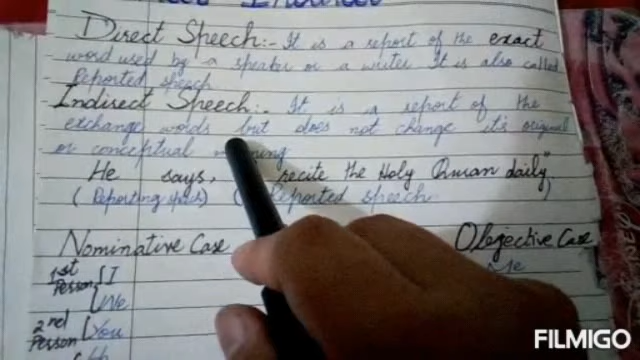 Direct Speech:- It is a report of the exact
word used by a speaker or a writer It is also called
Reported speech
Indirect Speech:- It is a report of the
exchange words but does not change it's original
or conceptual
He says, recite the Holy Quran daily"
(Reporting speech) (Reported speech )
Nominative Case Objective Case
1st Person I Me
We
2nd Person You
FILMIGO